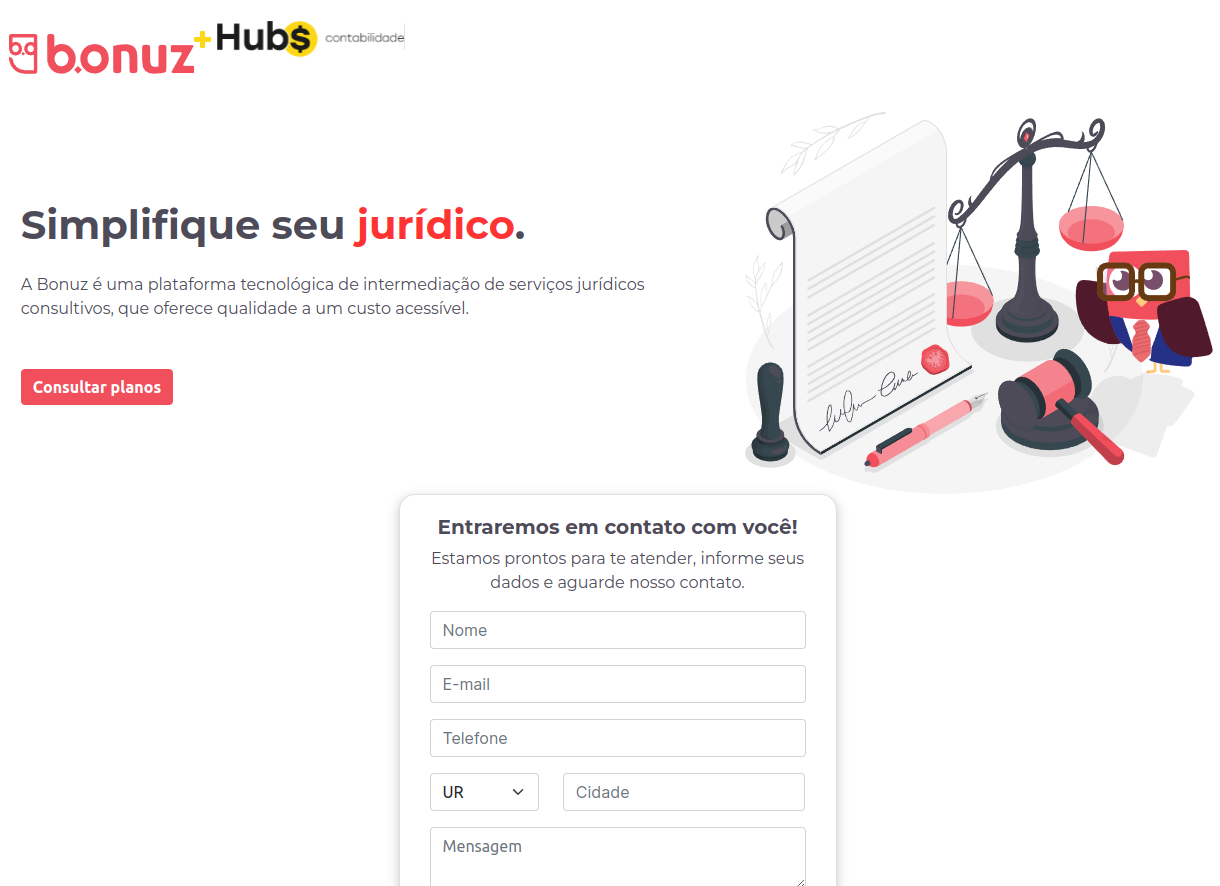 b.onuz + Hub$ contabilidade
Simplifique seu jurídico.
A Bonuz é uma plataforma tecnológica de intermediação de serviços jurídicos
consultivos, que oferece qualidade a um custo acessível.
Consultar planos
Entraremos em contato com você!
Estamos prontos para te atender, informe seus
dados e aguarde nosso contato.
Nome
E-mail
Telefone
UR
Cidade
Mensagem